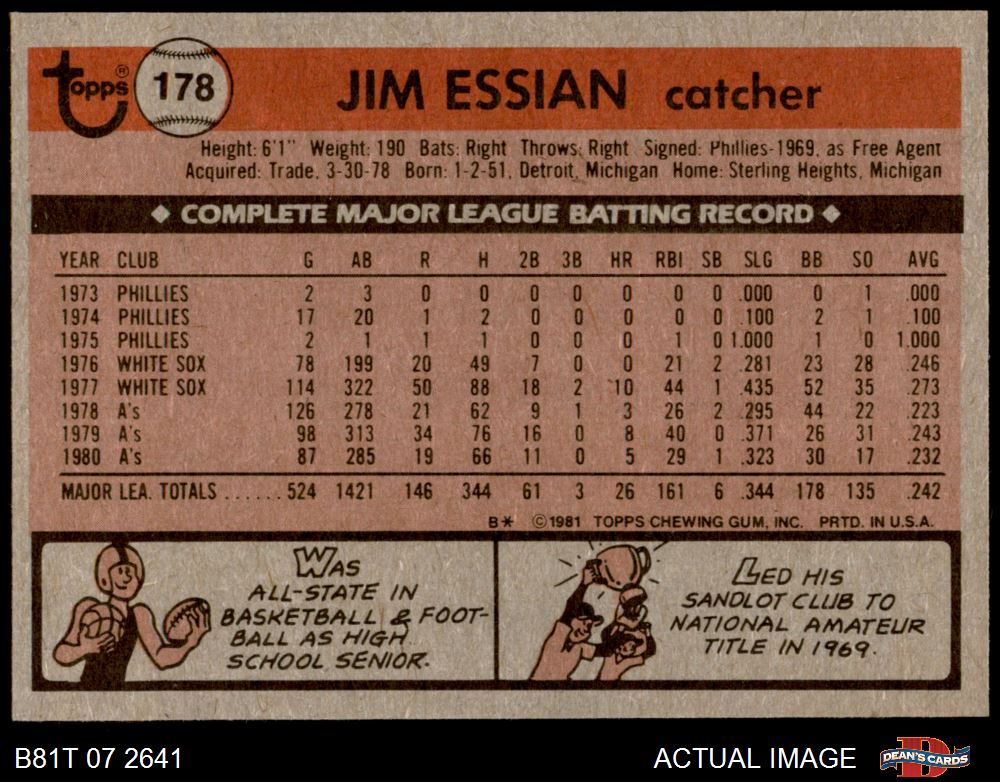 Topps® 178 JIM ESSIAN catcher
Height: 6'1" Weight: 190 Bats: Right Throws: Right Signed: Phillies-1969, as Free Agent
Acquired: Trade, 3-30-78 Born: 1-2-51, Detroit, Michigan Home: Sterling Heights, Michigan
◆ COMPLETE MAJOR LEAGUE BATTING RECORD ◆
YEAR CLUB G AB R H 2B 3B HR RBI SB SLG BB SO AVG
1973 PHILLIES 2 3 0 0 0 0 0 0 0 .000 0 1 .000
1974 PHILLIES 17 20 1 2 0 0 0 0 0 .100 2 1 .100
1975 PHILLIES 2 1 1 1 0 0 0 1 0 1.000 1 0 1.000
1976 WHITE SOX 78 199 20 49 7 0 0 21 2 .281 23 28 .246
1977 WHITE SOX 114 322 50 88 18 2 10 44 1 .435 52 35 .273
1978 A's 126 278 21 62 9 1 3 26 2 .295 44 22 .223
1979 A's 98 313 34 76 16 0 8 40 0 .371 26 31 .243
1980 A's 87 285 19 66 11 0 5 29 1 .323 30 17 .232
MAJOR LEA. TOTALS ...... 524 1421 146 344 61 3 26 161 6 .344 178 135 .242
B* ©1981 TOPPS CHEWING GUM, INC. PRTD. IN U.S.A.
WAS
ALL-STATE IN
BASKETBALL & FOOT-
BALL AS HIGH
SCHOOL SENIOR.
LED HIS
SANDLOT CLUB TO
NATIONAL AMATEUR
TITLE IN 1969.
B81T 07 2641 ACTUAL IMAGE DEAN'S CARDS